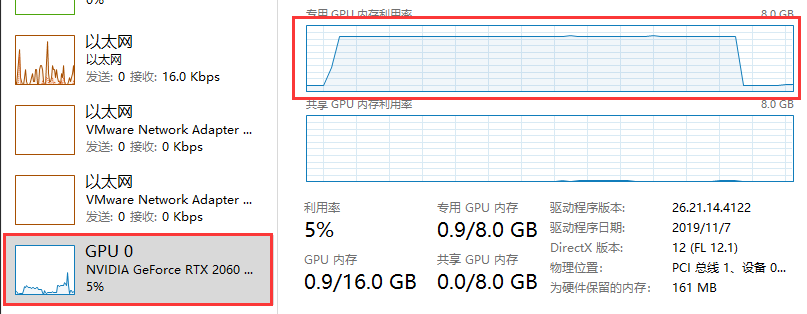 0%
以太网
以太网
发送: 0 接收: 16.0 Kbps
以太网
VMware Network Adapter ...
发送: 0 接收: 0 Kbps
以太网
VMware Network Adapter ...
发送: 0 接收: 0 Kbps
GPU 0
NVIDIA GeForce RTX 2060 ...
5%
专用 GPU 内存利用率 8.0 GB
共享 GPU 内存利用率 8.0 GB
利用率
5%
专用 GPU 内存
0.9/8.0 GB
GPU 内存
0.9/16.0 GB
共享 GPU 内存
0.0/8.0 GB
驱动程序版本: 26.21.14.4122
驱动程序日期: 2019/11/7
DirectX 版本: 12 (FL 12.1)
物理位置: PCI 总线 1、设备 0...
为硬件保留的内存: 161 MB